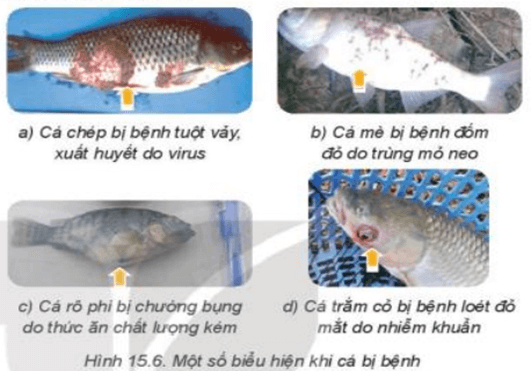 a) Cá chép bị bệnh tuột vảy,
xuất huyết do virus
b) Cá mè bị bệnh đốm
đỏ do trùng mỏ neo
c) Cá rô phi bị chướng bụng
do thức ăn chất lượng kém
d) Cá trắm cỏ bị bệnh loét đỏ
mắt do nhiễm khuẩn
Hình 15.6. Một số biểu hiện khi cá bị bệnh